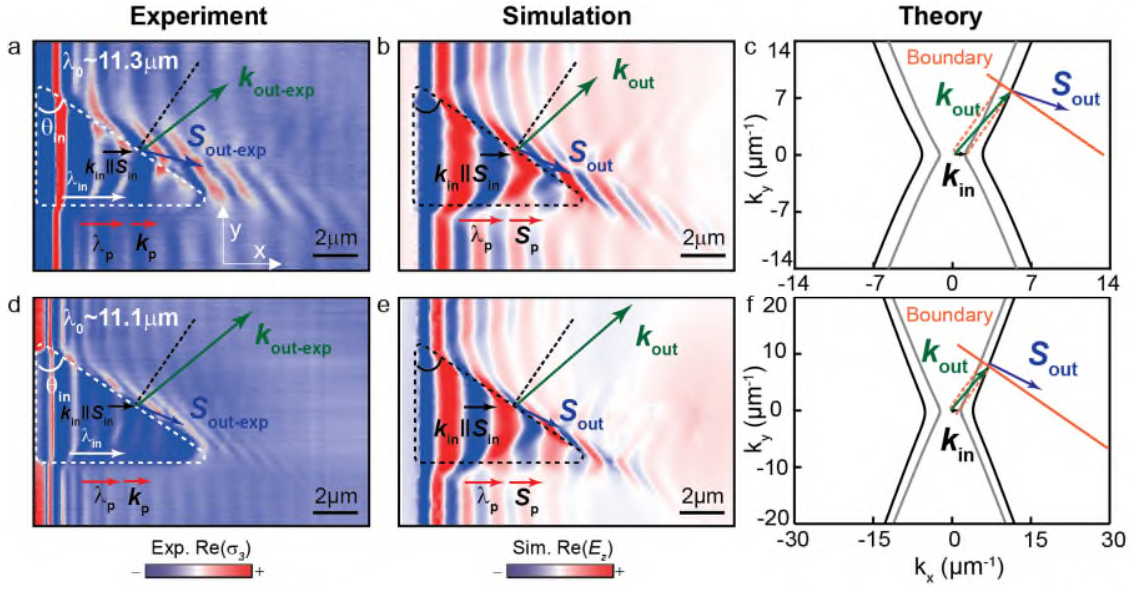 Experiment
Simulation
Theory
a
λ₀~11.3μm
θin
kout-exp
Sout-exp
kin||Sin
λin
λp
kp
y
x
2μm
b
kout
Sout
kin||Sin
λp
Sp
2μm
c
14
7
0
-7
-14
ky (μm⁻¹)
Boundary
kout
Sout
kin
-14
-7
0
7
14
d
λ₀~11.1μm
θin
kout-exp
Sout-exp
kin||Sin
λin
λp
kp
2μm
e
kout
Sout
kin||Sin
λp
Sp
2μm
f
20
10
0
-10
-20
ky (μm⁻¹)
Boundary
kout
Sout
kin
-30
-15
0
15
30
kx (μm⁻¹)
Exp. Re(σ₃)
− +
Sim. Re(Ez)
− +